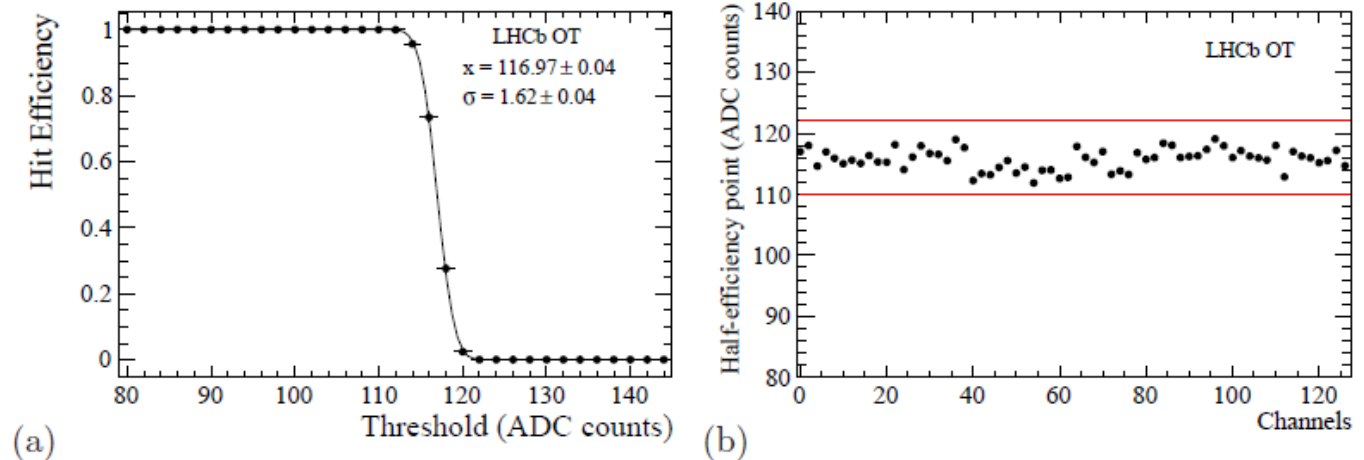 Hit Efficiency
1
0.8
0.6
0.4
0.2
0
LHCb OT
x = 116.97 ± 0.04
σ = 1.62 ± 0.04
80 90 100 110 120 130 140
Threshold (ADC counts)
(a)
Half-efficiency point (ADC counts)
140
130
120
110
100
90
80
LHCb OT
0 20 40 60 80 100 120
Channels
(b)